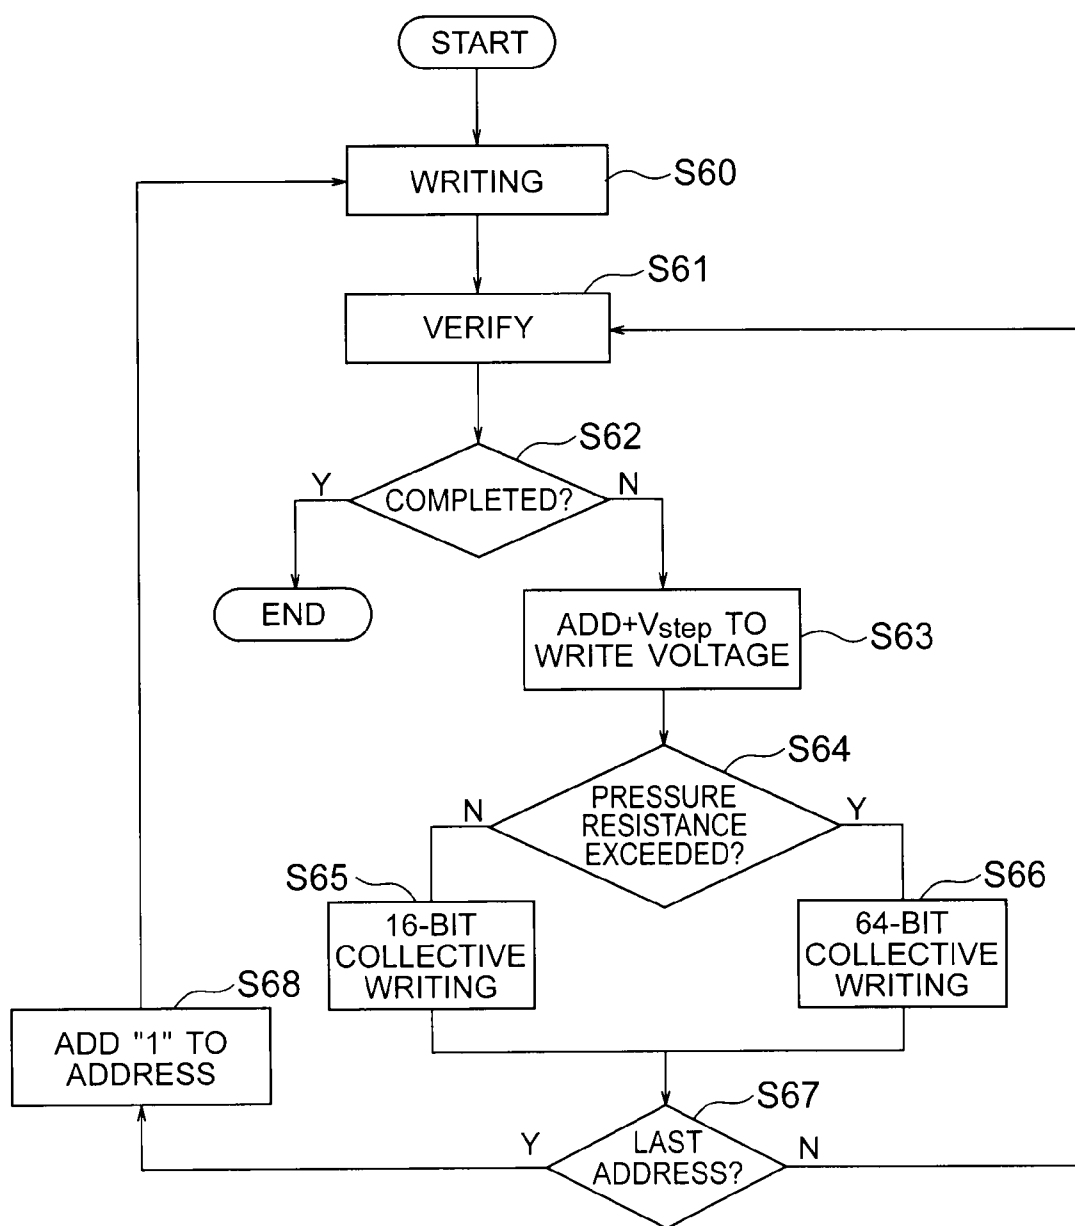 START
WRITING
S60
S61
VERIFY
S62
Y
COMPLETED?
N
END
ADD+Vstep TO
WRITE VOLTAGE
S63
S64
N
PRESSURE
RESISTANCE
EXCEEDED?
Y
S65
16-BIT
COLLECTIVE
WRITING
S66
64-BIT
COLLECTIVE
WRITING
S68
ADD "1" TO
ADDRESS
S67
Y
LAST
ADDRESS?
N